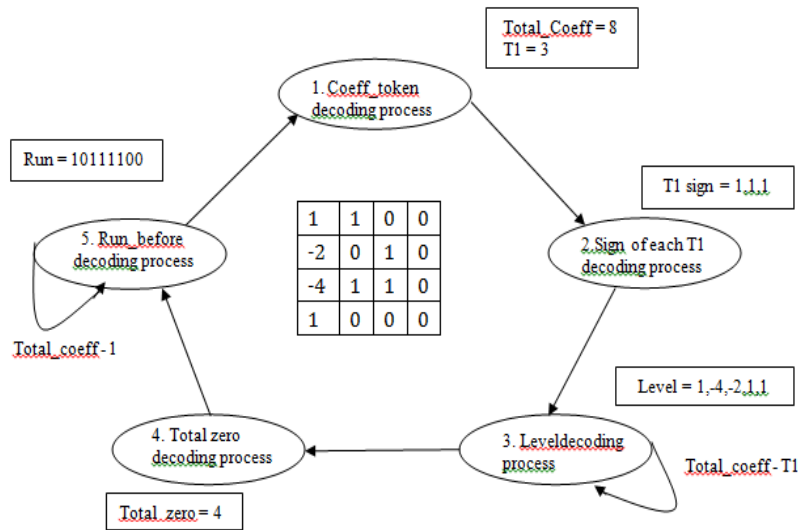 Total_Coeff = 8
T1 = 3
1. Coeff_token
decoding process
Run = 10111100
T1 sign = 1,1,1
5. Run_before
decoding process
2.Sign of each T1
decoding process
1 1 0 0
-2 0 1 0
-4 1 1 0
1 0 0 0
Total_coeff - 1
Level = 1,-4,-2,1,1
4. Total zero
decoding process
3. Leveldecoding
process
Total_coeff - T1
Total_zero = 4